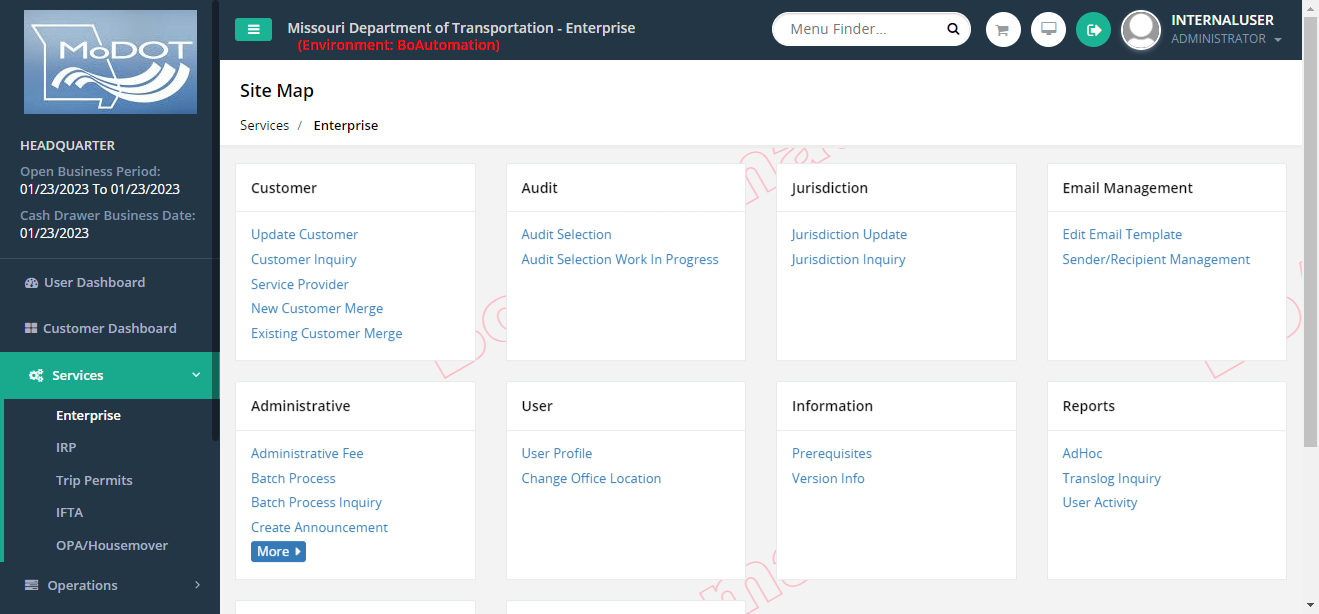 MODOT
HEADQUARTER
Open Business Period:
01/23/2023 To 01/23/2023
Cash Drawer Business Date:
01/23/2023
User Dashboard
Customer Dashboard
Services
Enterprise
IRP
Trip Permits
IFTA
OPA/Housemover
Operations
Missouri Department of Transportation - Enterprise
(Environment: BoAutomation)
Menu Finder...
INTERNALUSER
ADMINISTRATOR
Site Map
Services / Enterprise
Customer
Update Customer
Customer Inquiry
Service Provider
New Customer Merge
Existing Customer Merge
Audit
Audit Selection
Audit Selection Work In Progress
Jurisdiction
Jurisdiction Update
Jurisdiction Inquiry
Email Management
Edit Email Template
Sender/Recipient Management
Administrative
Administrative Fee
Batch Process
Batch Process Inquiry
Create Announcement
More
User
User Profile
Change Office Location
Information
Prerequisites
Version Info
Reports
AdHoc
Translog Inquiry
User Activity